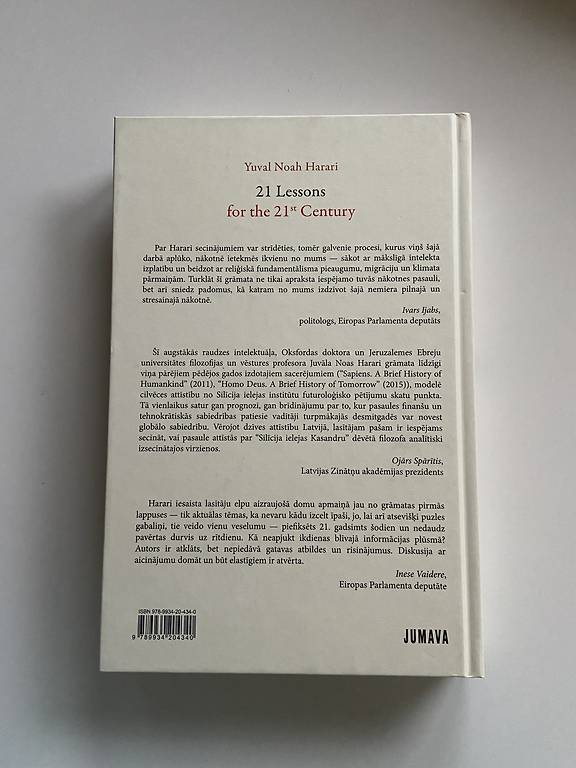 Yuval Noah Harari
21 Lessons
for the 21st Century
Par Harari secinājumiem var strīdēties, tomēr galvenie procesi, kurus viņš šajā
darbā aplūko, nākotnē ietekmēs ikvienu no mums — sākot ar mākslīgā intelekta
izplatību un beidzot ar reliģiskā fundamentālisma pieaugumu, migrāciju un klimata
pārmaiņām. Turklāt šī grāmata ne tikai apraksta iespējamo tuvās nākotnes pasauli,
bet arī sniedz padomus, kā katram no mums izdzīvot šajā nemiera pilnajā un
stresainajā nākotnē.
Ivars Ijabs,
politologs, Eiropas Parlamenta deputāts
Šī augstākās raudzes intelektuāļa, Oksfordas doktora un Jeruzalemes Ebreju
universitātes filozofijas un vēstures profesora Juvāla Noas Harari grāmata līdzīgi
viņa pārējiem pēdējos gados izdotajiem sacerējumiem ("Sapiens. A Brief History of
Humankind" (2011), "Homo Deus. A Brief History of Tomorrow" (2015)), modelē
cilvēces attīstību no Silīcija ielejas institūtu futuroloģisko pētījumu skatu punkta.
Tā vienlaikus satur gan prognozi, gan brīdinājumu par to, kur pasaules finanšu un
tehnokrātiskās sabiedrības patiesie vadītāji turpmākajās desmitgadēs var novest
globālo sabiedrību. Vērojot dzīves attīstību Latvijā, lasītājam pašam ir iespējams
secināt, vai pasaule attīstās par "Silīcija ielejas Kasandru" dēvētā filozofa analītiski
izsecinātajos virzienos.
Ojārs Spārītis,
Latvijas Zinātņu akadēmijas prezidents
Harari iesaista lasītāju elpu aizraujošā domu apmaiņā jau no grāmatas pirmās
lappuses — tik aktuālas tēmas, ka nevaru kādu izcelt īpaši, jo, lai arī atsevišķi puzles
gabaliņi, tie veido vienu veselumu — piefiksēts 21. gadsimts šodien un nedaudz
pavērtas durvis uz rītdienu. Kā neapjukt ikdienas blīvajā informācijas plūsmā?
Autors ir atklāts, bet nepiedāvā gatavas atbildes un risinājumus. Diskusija ar
aicinājumu domāt un būt elastīgiem ir atvērta.
Inese Vaidere,
Eiropas Parlamenta deputāte
ISBN 978-9934-20-434-0
9 789934 204340
JUMAVA